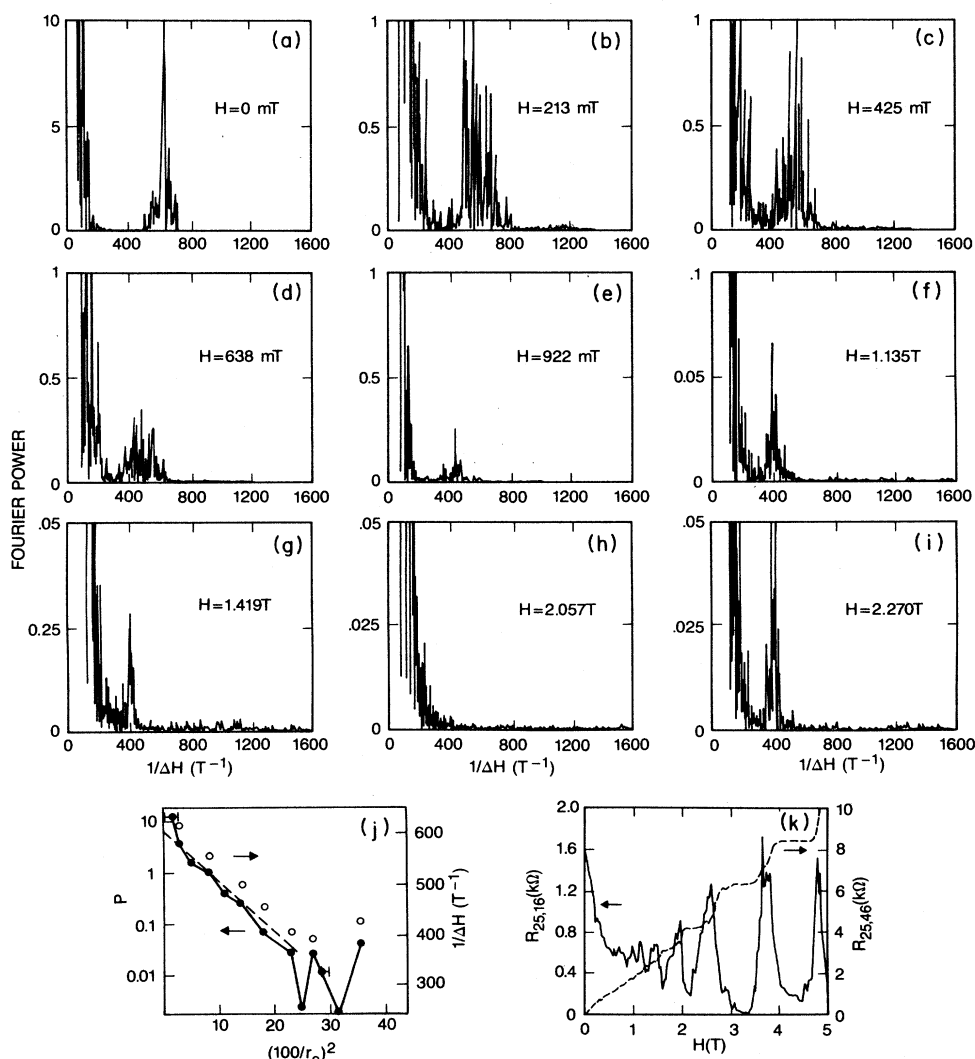 10
5
0
(a)
H=0 mT
0 400 800 1200 1600
1
0.5
0
(b)
H=213 mT
0 400 800 1200 1600
1
0.5
0
(c)
H=425 mT
0 400 800 1200 1600
FOURIER POWER
1
0.5
0
(d)
H=638 mT
0 400 800 1200 1600
1
0.5
0
(e)
H=922 mT
0 400 800 1200 1600
.1
0.05
0
(f)
H=1.135T
0 400 800 1200 1600
.05
0.25
0
(g)
H=1.419T
0 400 800 1200 1600
1/ΔH (T⁻¹)
.05
.025
0
(h)
H=2.057T
0 400 800 1200 1600
1/ΔH (T⁻¹)
.05
.025
0
(i)
H=2.270T
0 400 800 1200 1600
1/ΔH (T⁻¹)
10
1
0.1
0.01
P
(j)
600
500
400
300
1/ΔH (T⁻¹)
0 10 20 30 40
2.0
1.6
1.2
0.8
0.4
0
R25,16(kΩ)
(k)
10
8
6
4
2
0
R25,46(kΩ)
0 1 2 3 4 5
H(T)